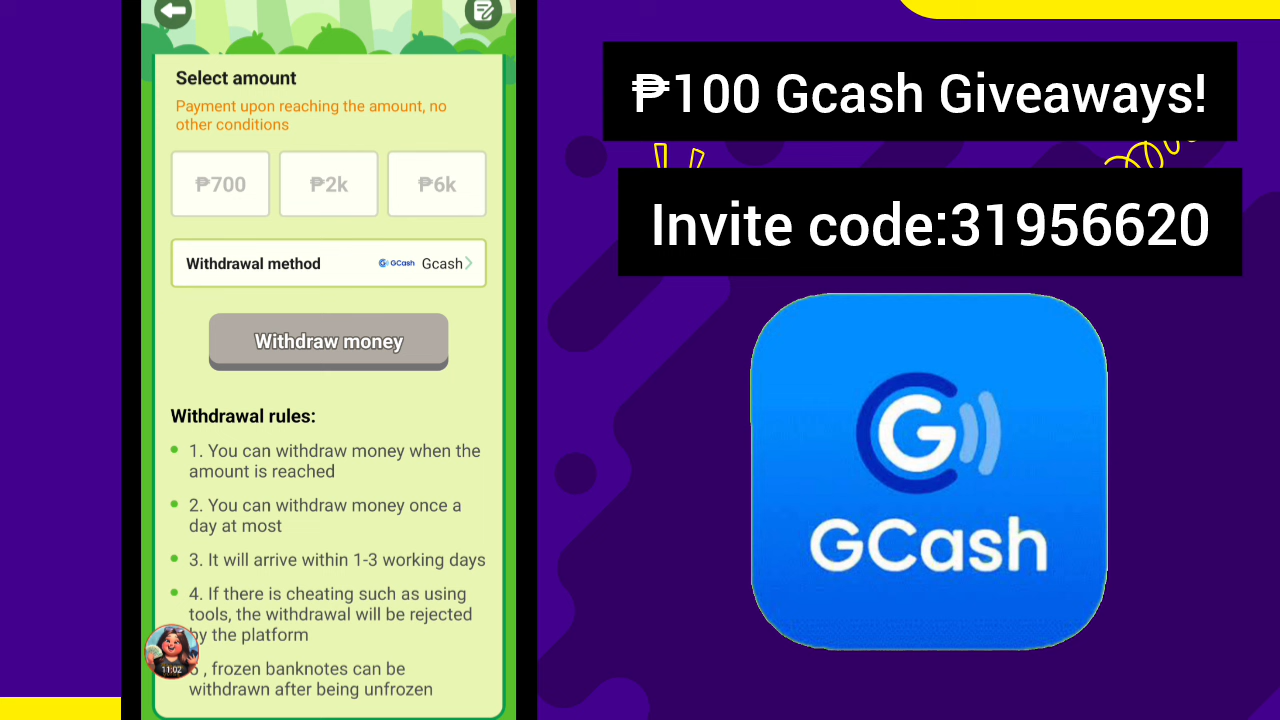 Select amount
Payment upon reaching the amount, no
other conditions
₱700 ₱2k ₱6k
Withdrawal method GCash Gcash
Withdraw money
Withdrawal rules:
1. You can withdraw money when the
amount is reached
2. You can withdraw money once a
day at most
3. It will arrive within 1-3 working days
4. If there is cheating such as using
tools, the withdrawal will be rejected
by the platform
11:02
5 , frozen banknotes can be
withdrawn after being unfrozen
₱100 Gcash Giveaways!
Invite code:31956620
G
GCash